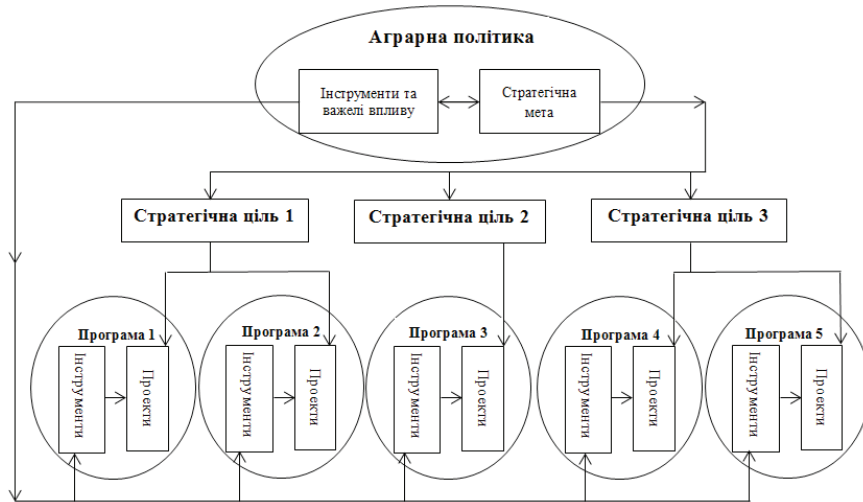 Аграрна політика
Інструменти та
важелі впливу
Стратегічна
мета
Стратегічна ціль 1
Стратегічна ціль 2
Стратегічна ціль 3
Програма 1
Інструменти
Проекти
Програма 2
Інструменти
Проекти
Програма 3
Інструменти
Проекти
Програма 4
Інструменти
Проекти
Програма 5
Інструменти
Проекти